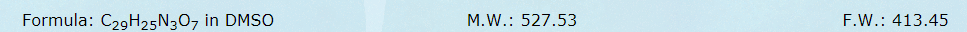 Formula: C₂₉H₂₅N₃O₇ in DMSO M.W.: 527.53 F.W.: 413.45